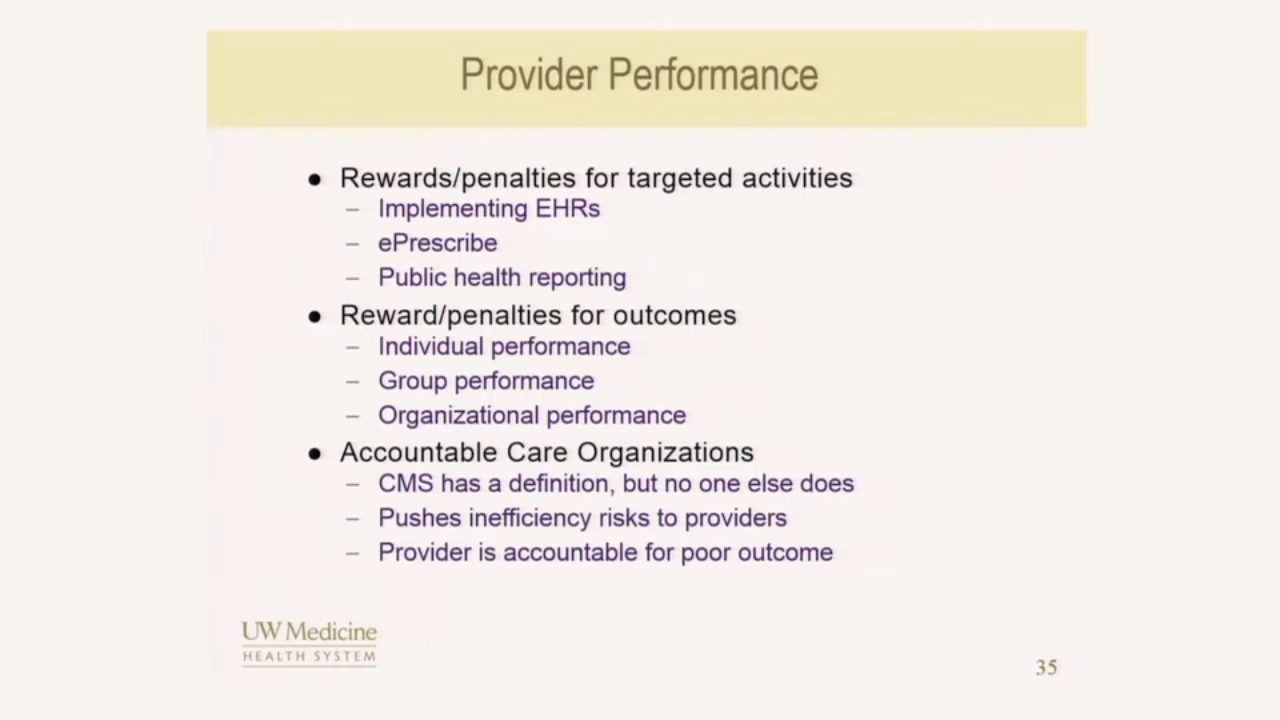 Provider Performance
● Rewards/penalties for targeted activities
– Implementing EHRs
– ePrescribe
– Public health reporting
● Reward/penalties for outcomes
– Individual performance
– Group performance
– Organizational performance
● Accountable Care Organizations
– CMS has a definition, but no one else does
– Pushes inefficiency risks to providers
– Provider is accountable for poor outcome
UW Medicine
HEALTH SYSTEM
35